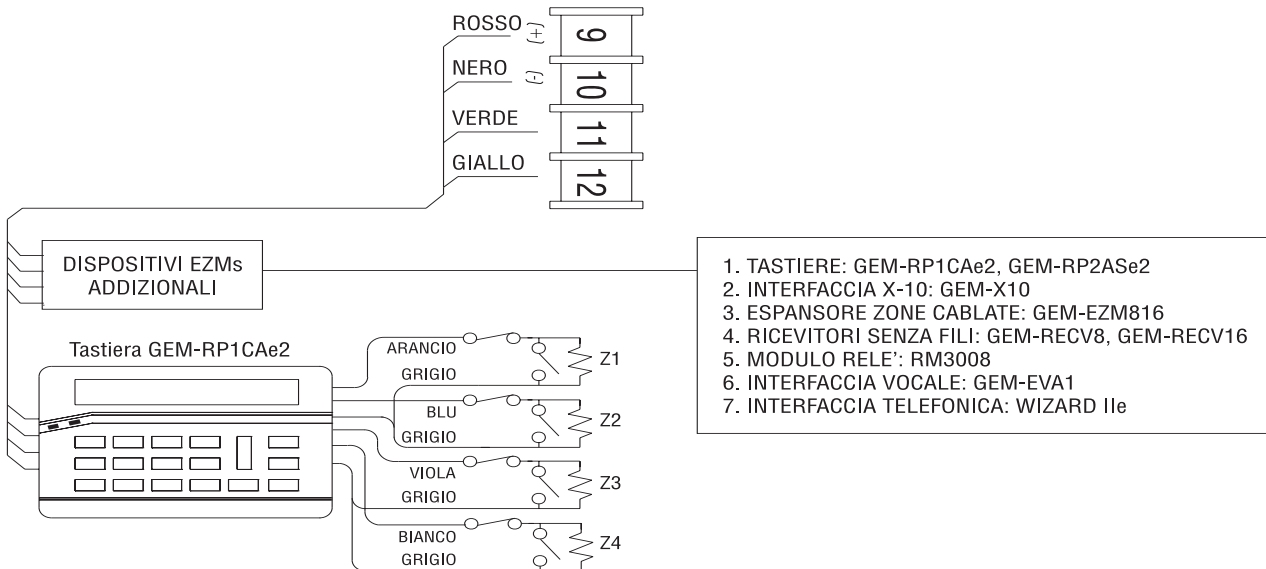 ROSSO (+) 9
NERO (-) 10
VERDE 11
GIALLO 12
DISPOSITIVI EZMs
ADDIZIONALI
1. TASTIERE: GEM-RP1CAe2, GEM-RP2ASe2
2. INTERFACCIA X-10: GEM-X10
3. ESPANSORE ZONE CABLATE: GEM-EZM816
4. RICEVITORI SENZA FILI: GEM-RECV8, GEM-RECV16
5. MODULO RELE': RM3008
6. INTERFACCIA VOCALE: GEM-EVA1
7. INTERFACCIA TELEFONICA: WIZARD IIe
Tastiera GEM-RP1CAe2
ARANCIO
Z1
GRIGIO
BLU
Z2
GRIGIO
VIOLA
Z3
GRIGIO
BIANCO
Z4
GRIGIO